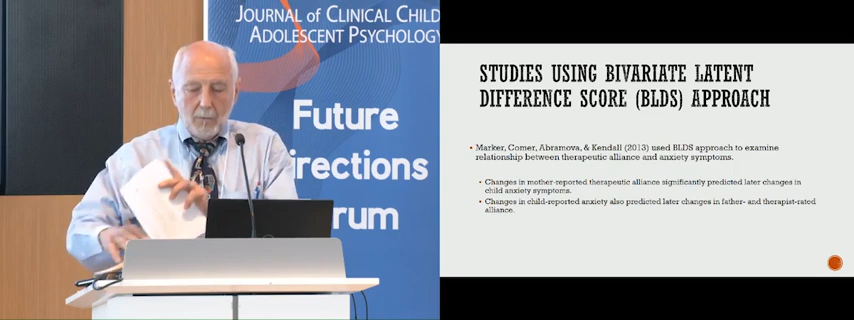 JOURNAL of CLINICAL CHILD
ADOLESCENT PSYCHOLOGY
Future
irections
rum
STUDIES USING BIVARIATE LATENT
DIFFERENCE SCORE (BLDS) APPROACH
▪ Marker, Comer, Abramova, & Kendall (2013) used BLDS approach to examine
relationship between therapeutic alliance and anxiety symptoms.
▪ Changes in mother-reported therapeutic alliance significantly predicted later changes in
child anxiety symptoms.
▪ Changes in child-reported anxiety also predicted later changes in father- and therapist-rated
alliance.